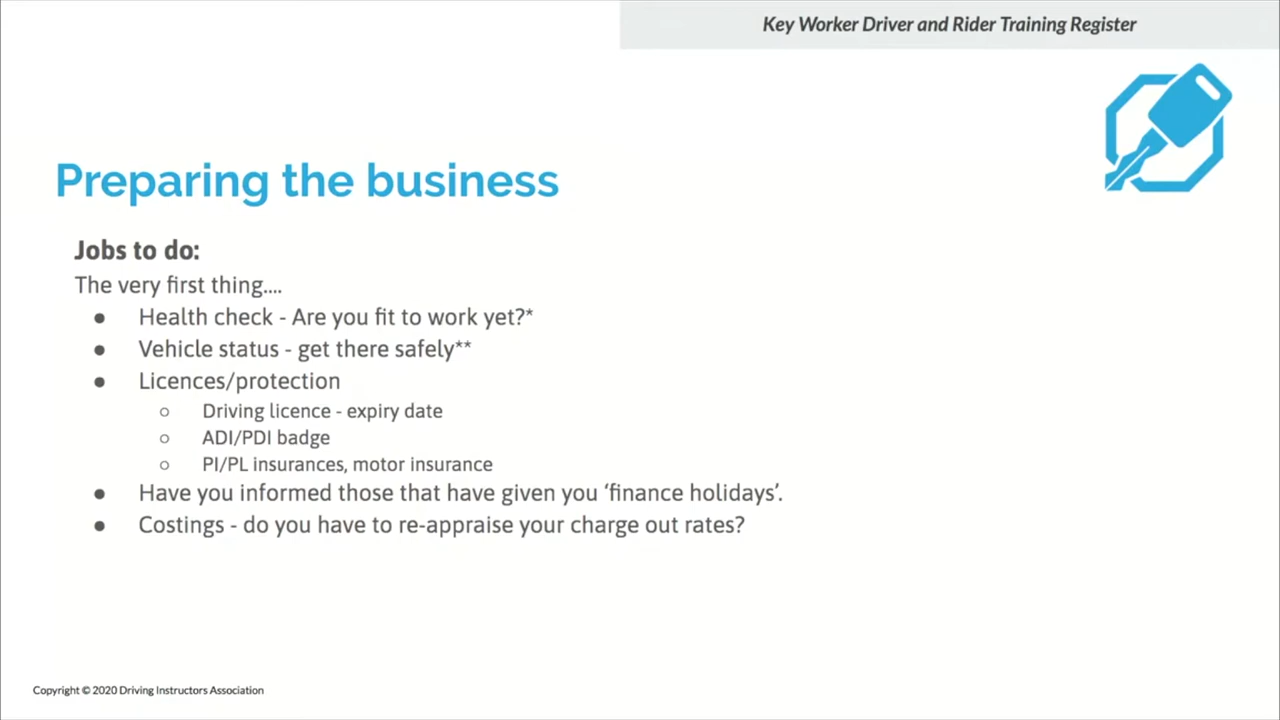 Key Worker Driver and Rider Training Register
Preparing the business
Jobs to do:
The very first thing....
● Health check - Are you fit to work yet?*
● Vehicle status - get there safely**
● Licences/protection
○ Driving licence - expiry date
○ ADI/PDI badge
○ PI/PL insurances, motor insurance
● Have you informed those that have given you ‘finance holidays’.
● Costings - do you have to re-appraise your charge out rates?
Copyright © 2020 Driving Instructors Association